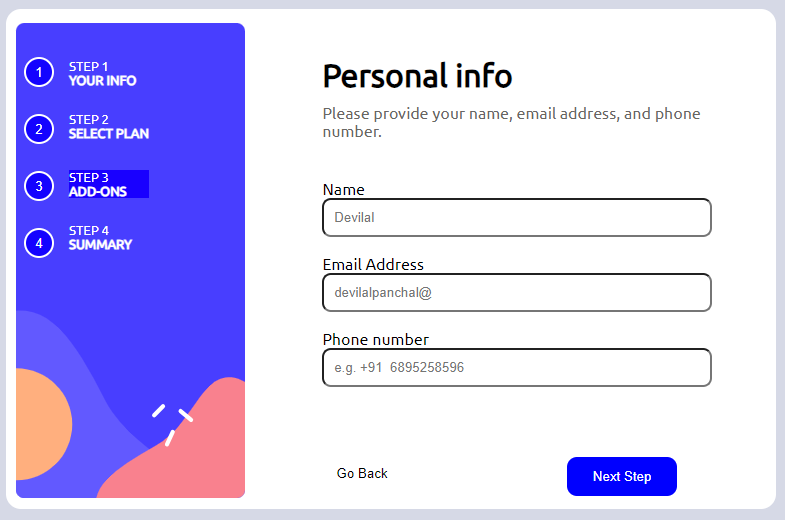 1
STEP 1
YOUR INFO
2
STEP 2
SELECT PLAN
3
STEP 3
ADD-ONS
4
STEP 4
SUMMARY
Personal info
Please provide your name, email address, and phone
number.
Name
Devilal
Email Address
devilalpanchal@
Phone number
e.g. +91  6895258596
Go Back
Next Step